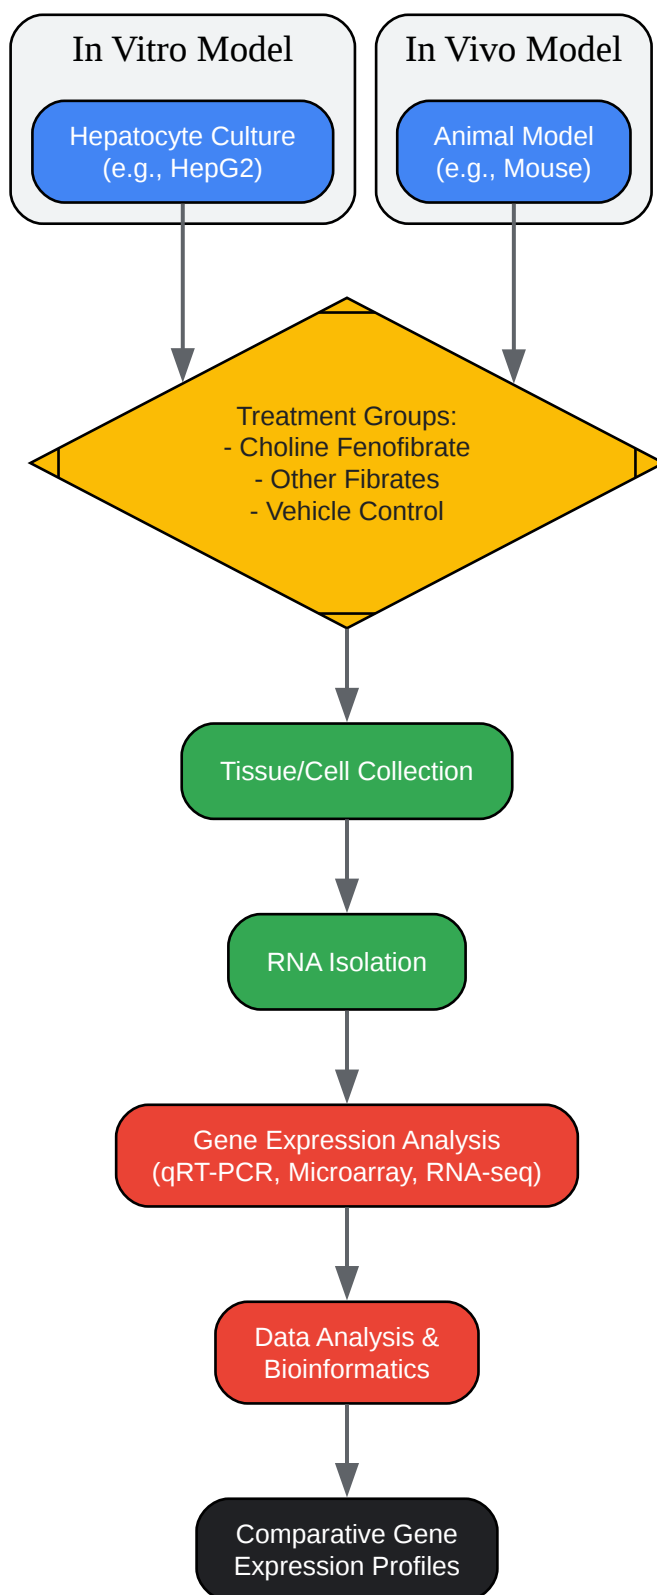 In Vitro Model
Hepatocyte Culture
(e.g., HepG2)
In Vivo Model
Animal Model
(e.g., Mouse)
Treatment Groups:
- Choline Fenofibrate
- Other Fibrates
- Vehicle Control
Tissue/Cell Collection
RNA Isolation
Gene Expression Analysis
(qRT-PCR, Microarray, RNA-seq)
Data Analysis &
Bioinformatics
Comparative Gene
Expression Profiles